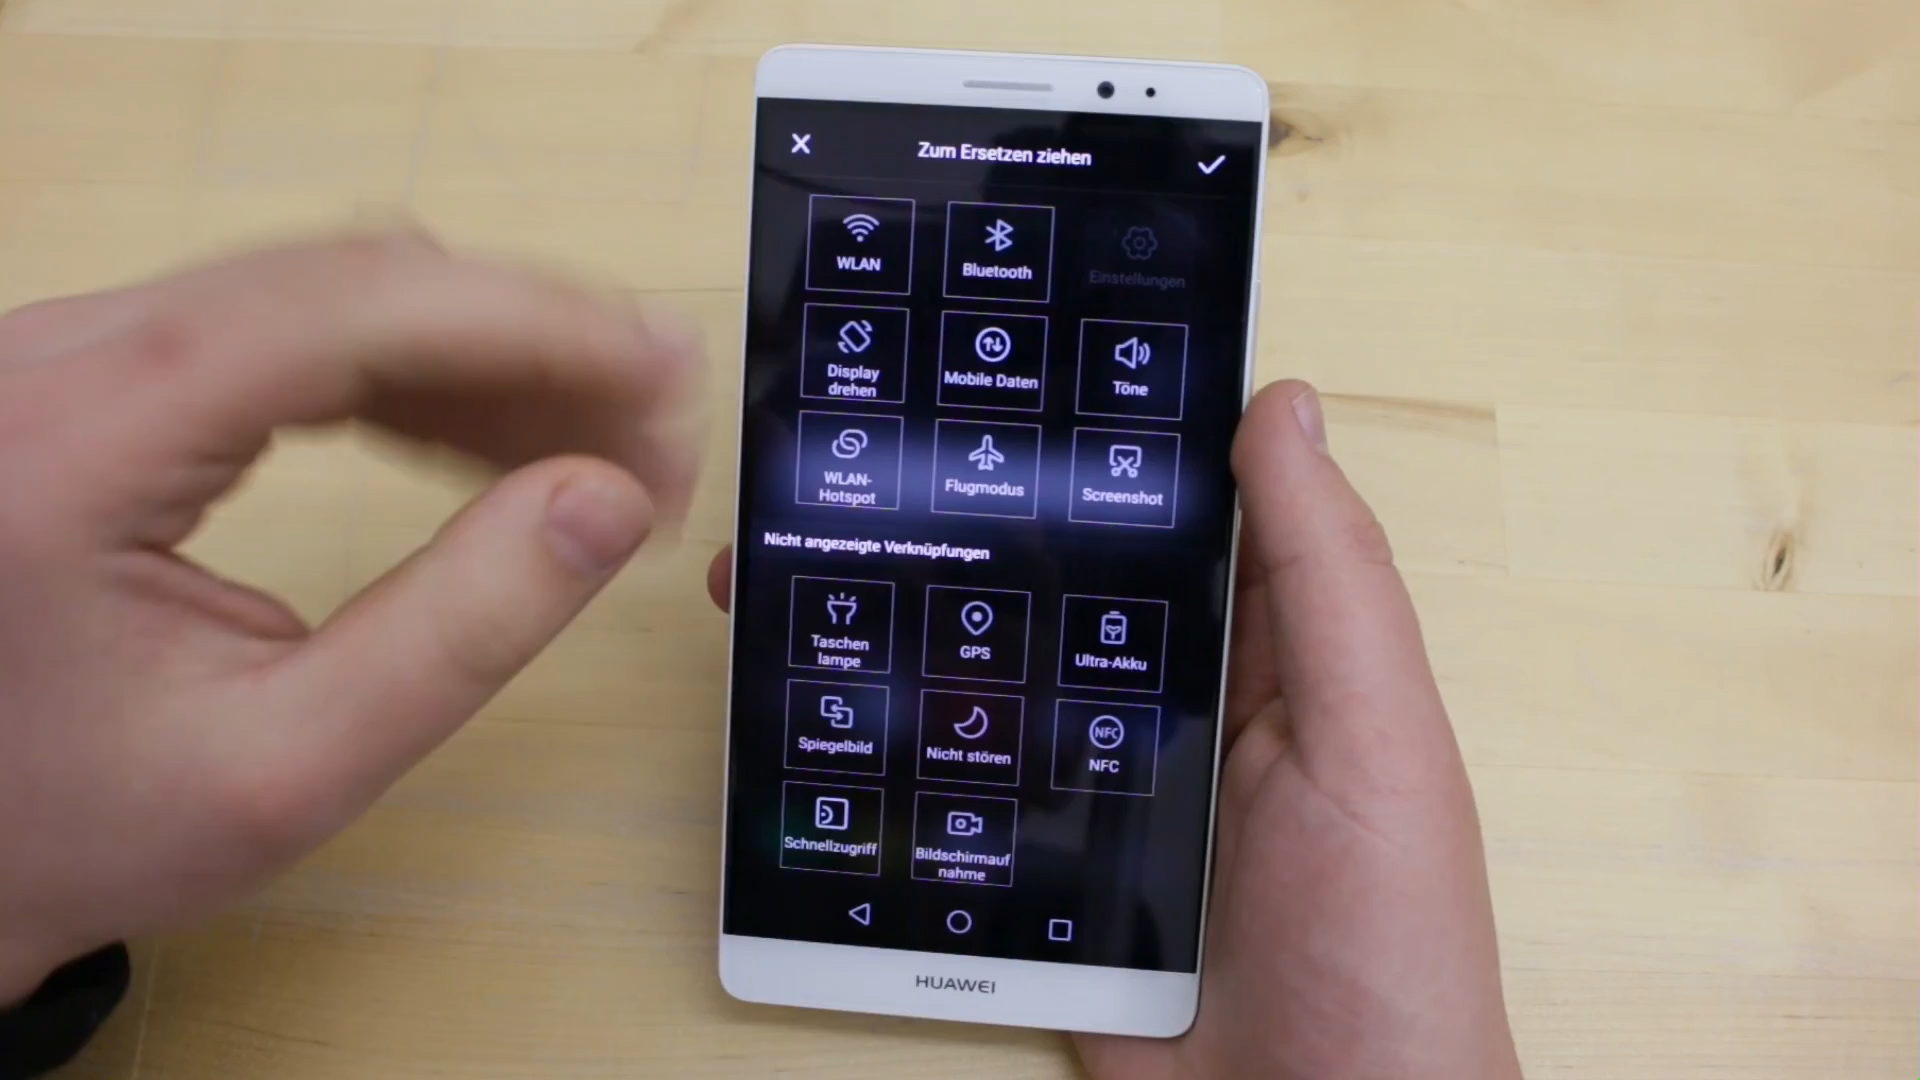 Zum Ersetzen ziehen
WLAN
Bluetooth
Einstellungen
Display
drehen
Mobile Daten
Töne
WLAN-
Hotspot
Flugmodus
Screenshot
Nicht angezeigte Verknüpfungen
Taschen
lampe
GPS
Ultra-Akku
Spiegelbild
Nicht stören
NFC
NFC
Schnellzugriff
Bildschirmauf
nahme
HUAWEI